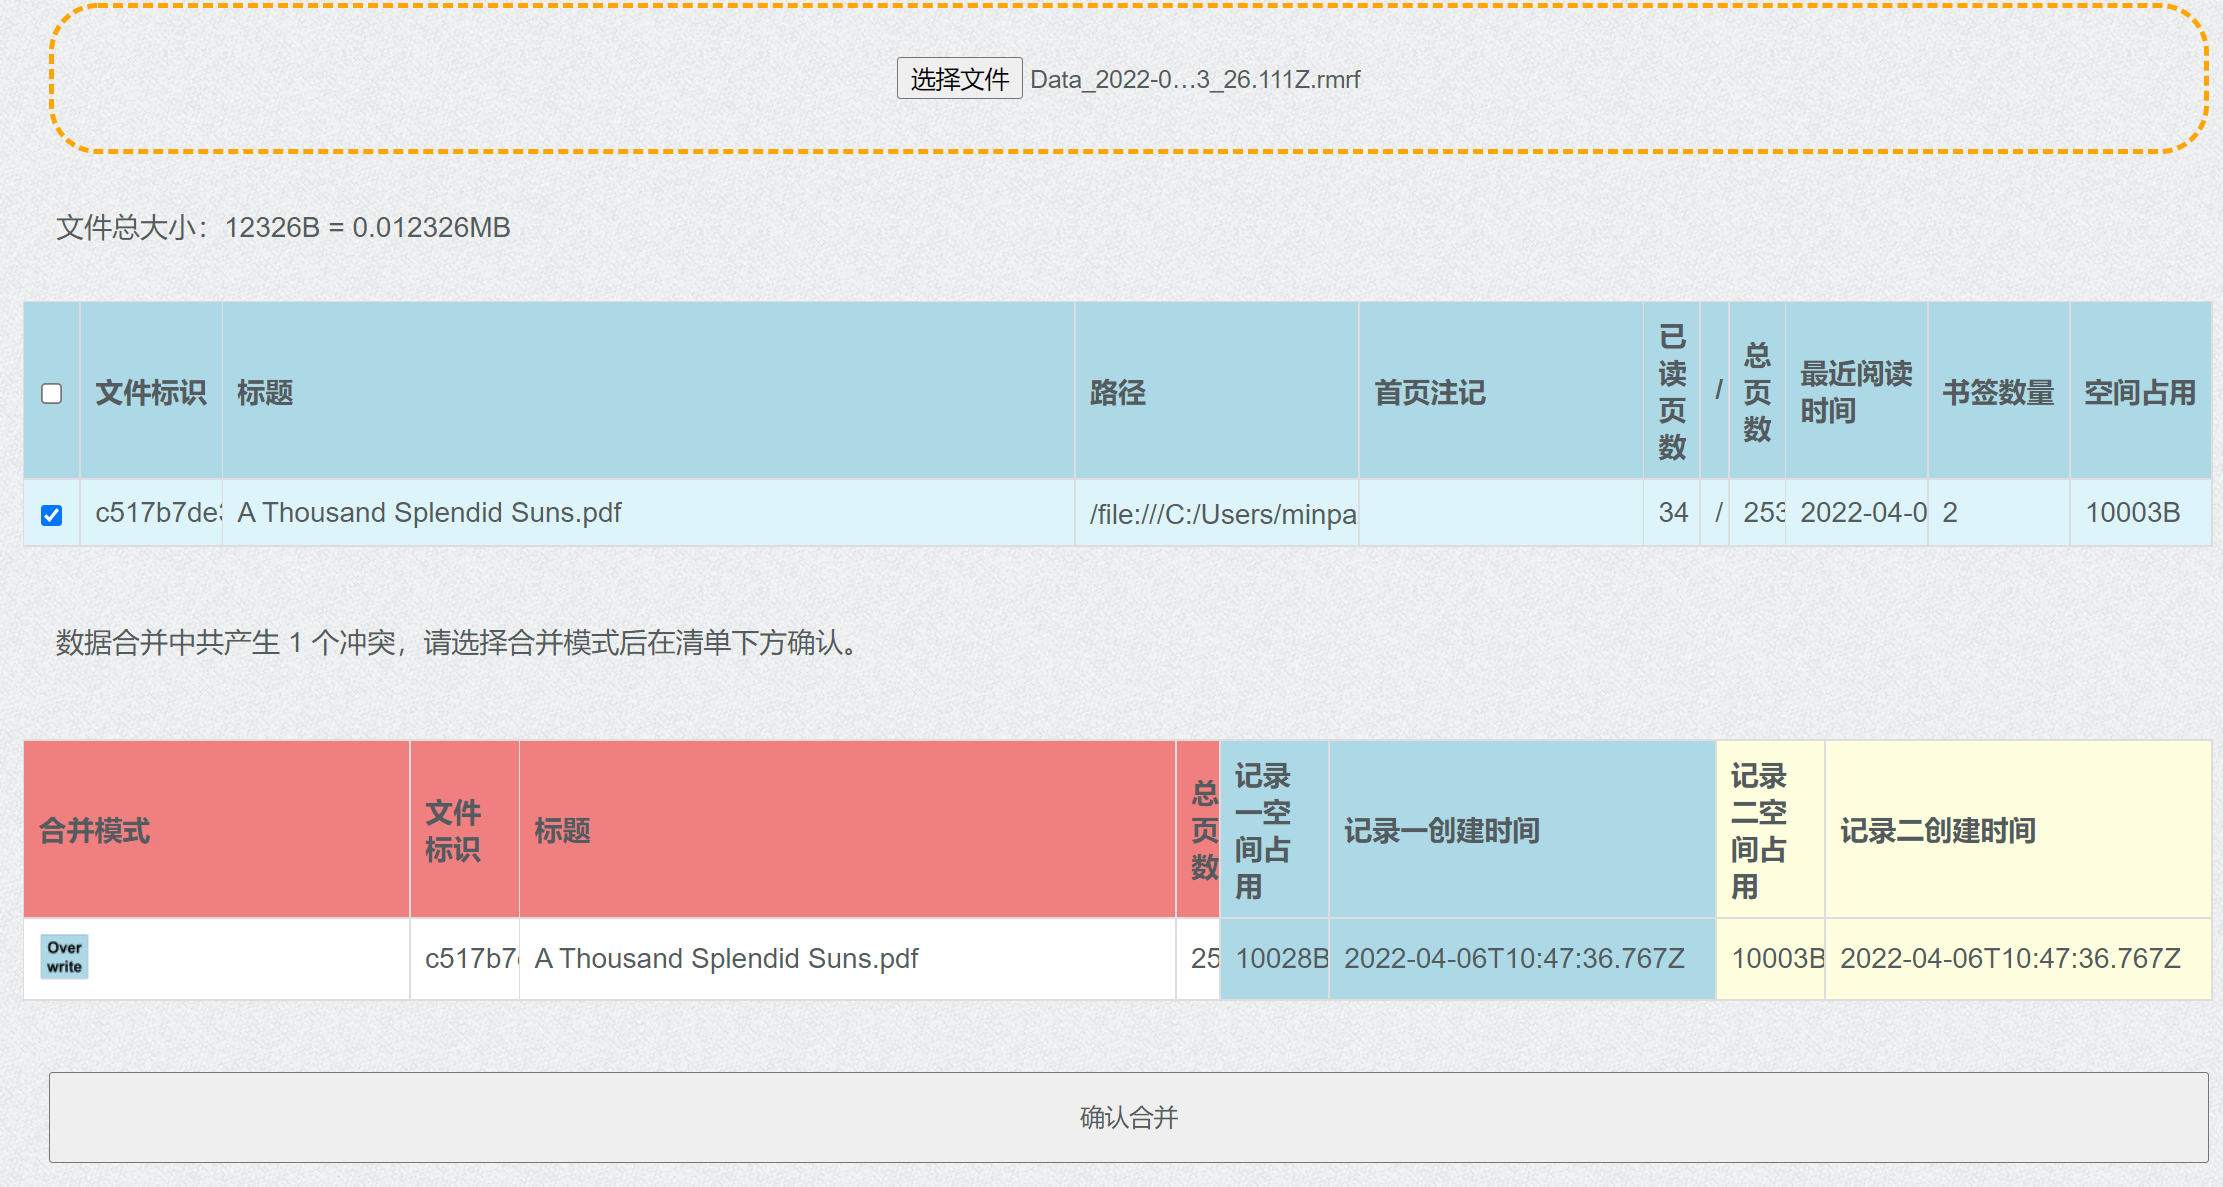 选择文件 Data_2022-0…3_26.111Z.rmrf
文件总大小：12326B = 0.012326MB
文件标识 标题 路径 首页注记 已读页数 / 总页数 最近阅读时间 书签数量 空间占用
c517b7de A Thousand Splendid Suns.pdf /file:///C:/Users/minpa 34 / 253 2022-04-0 2 10003B
数据合并中共产生 1 个冲突，请选择合并模式后在清单下方确认。
合并模式 文件标识 标题 总页数 记录一空间占用 记录一创建时间 记录二空间占用 记录二创建时间
Over write c517b7 A Thousand Splendid Suns.pdf 25 10028B 2022-04-06T10:47:36.767Z 10003B 2022-04-06T10:47:36.767Z
确认合并